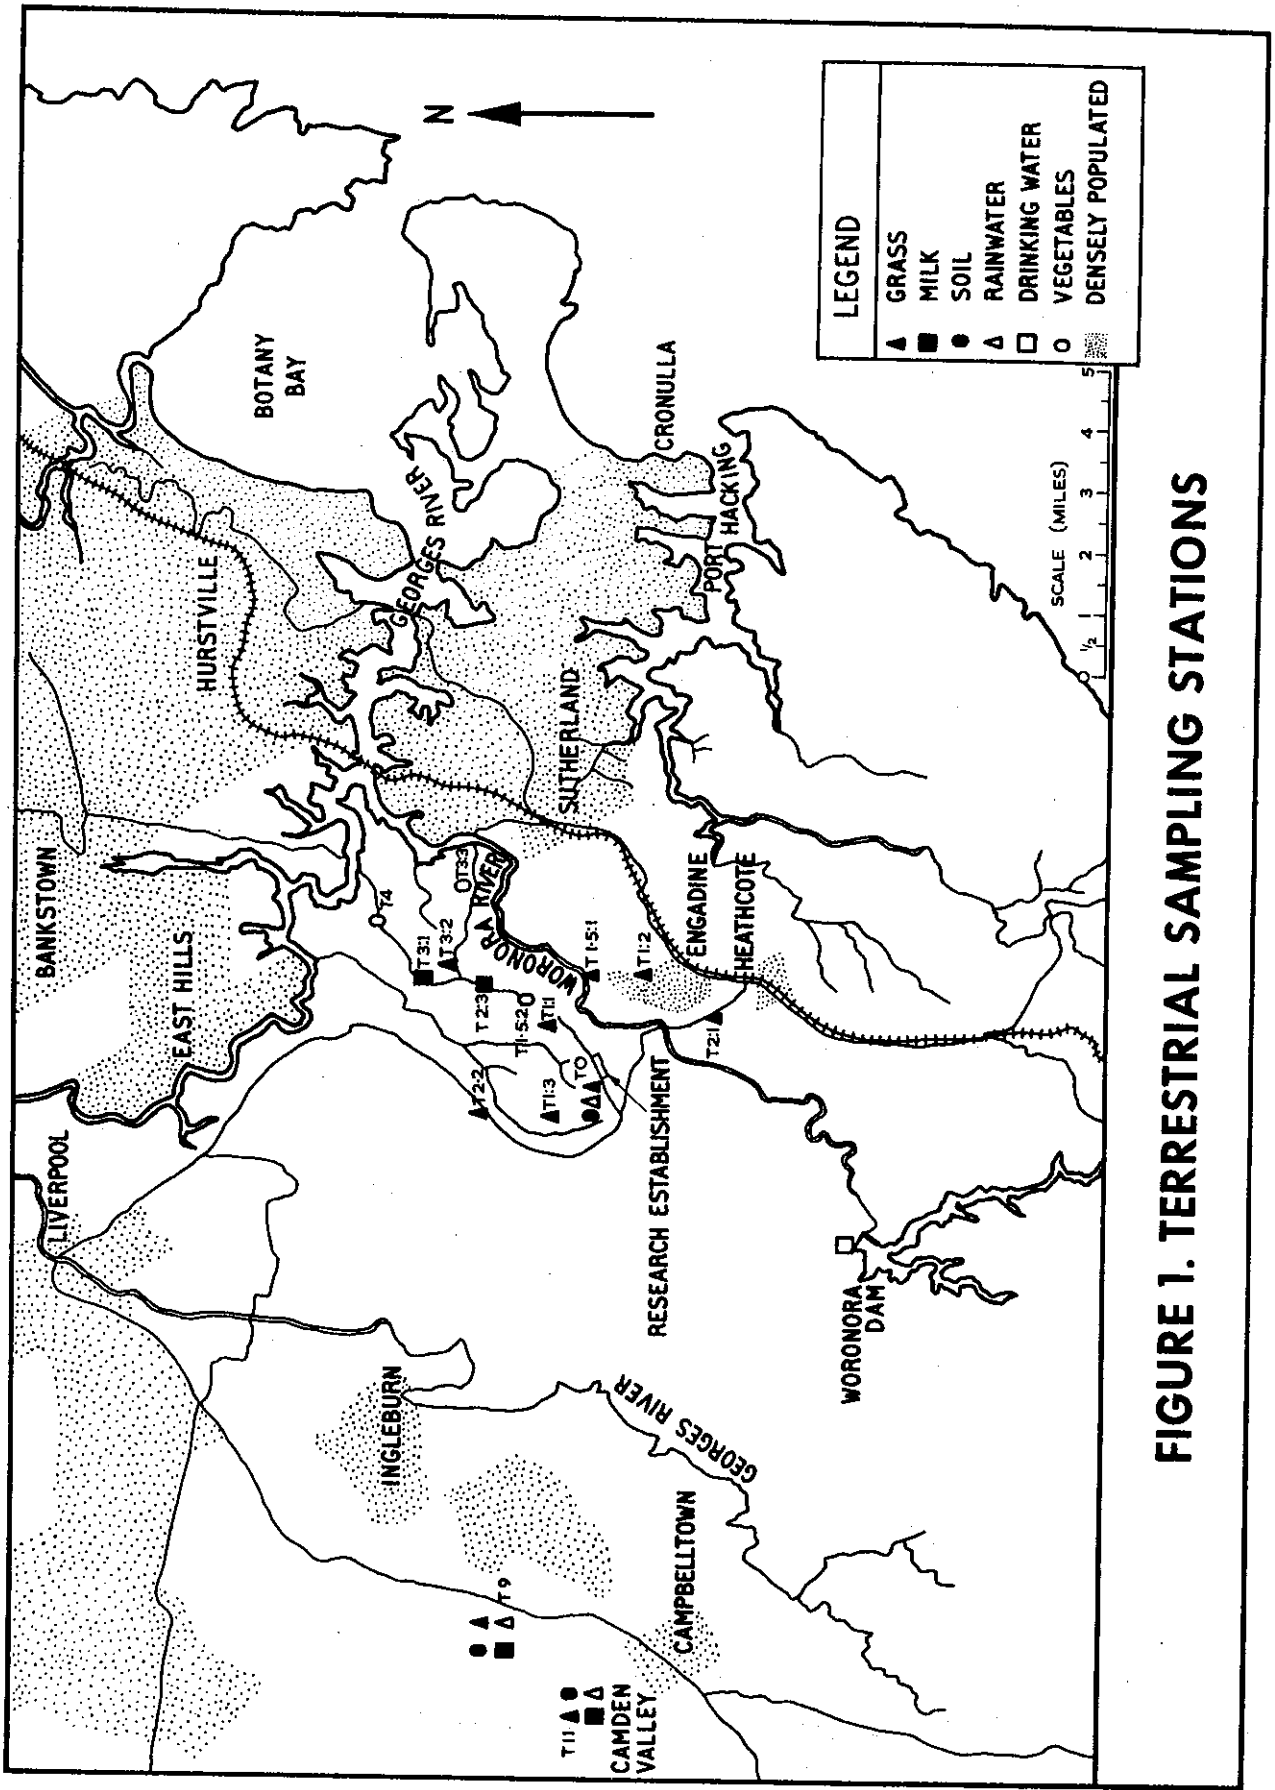 N
BOTANY
BAY
HURSTVILLE
GEORGES RIVER
CRONULLA
PORT HACKING
SUTHERLAND
BANKSTOWN
EAST HILLS
T4
T3:1
T3:2
OT3:3
WORONORA RIVER
T2:3
T1·5:2
T1:1
T1·5:1
T1:2
ENGADINE
HEATHCOTE
T2:2
T1:3
TO
T2:1
RESEARCH ESTABLISHMENT
LIVERPOOL
INGLEBURN
WORONORA
DAM
GEORGES RIVER
CAMPBELLTOWN
T9
T11
CAMDEN
VALLEY
LEGEND
GRASS
MILK
SOIL
RAINWATER
DRINKING WATER
VEGETABLES
DENSELY POPULATED
SCALE (MILES)
0 ½ 1 2 3 4 5
FIGURE 1. TERRESTRIAL SAMPLING STATIONS